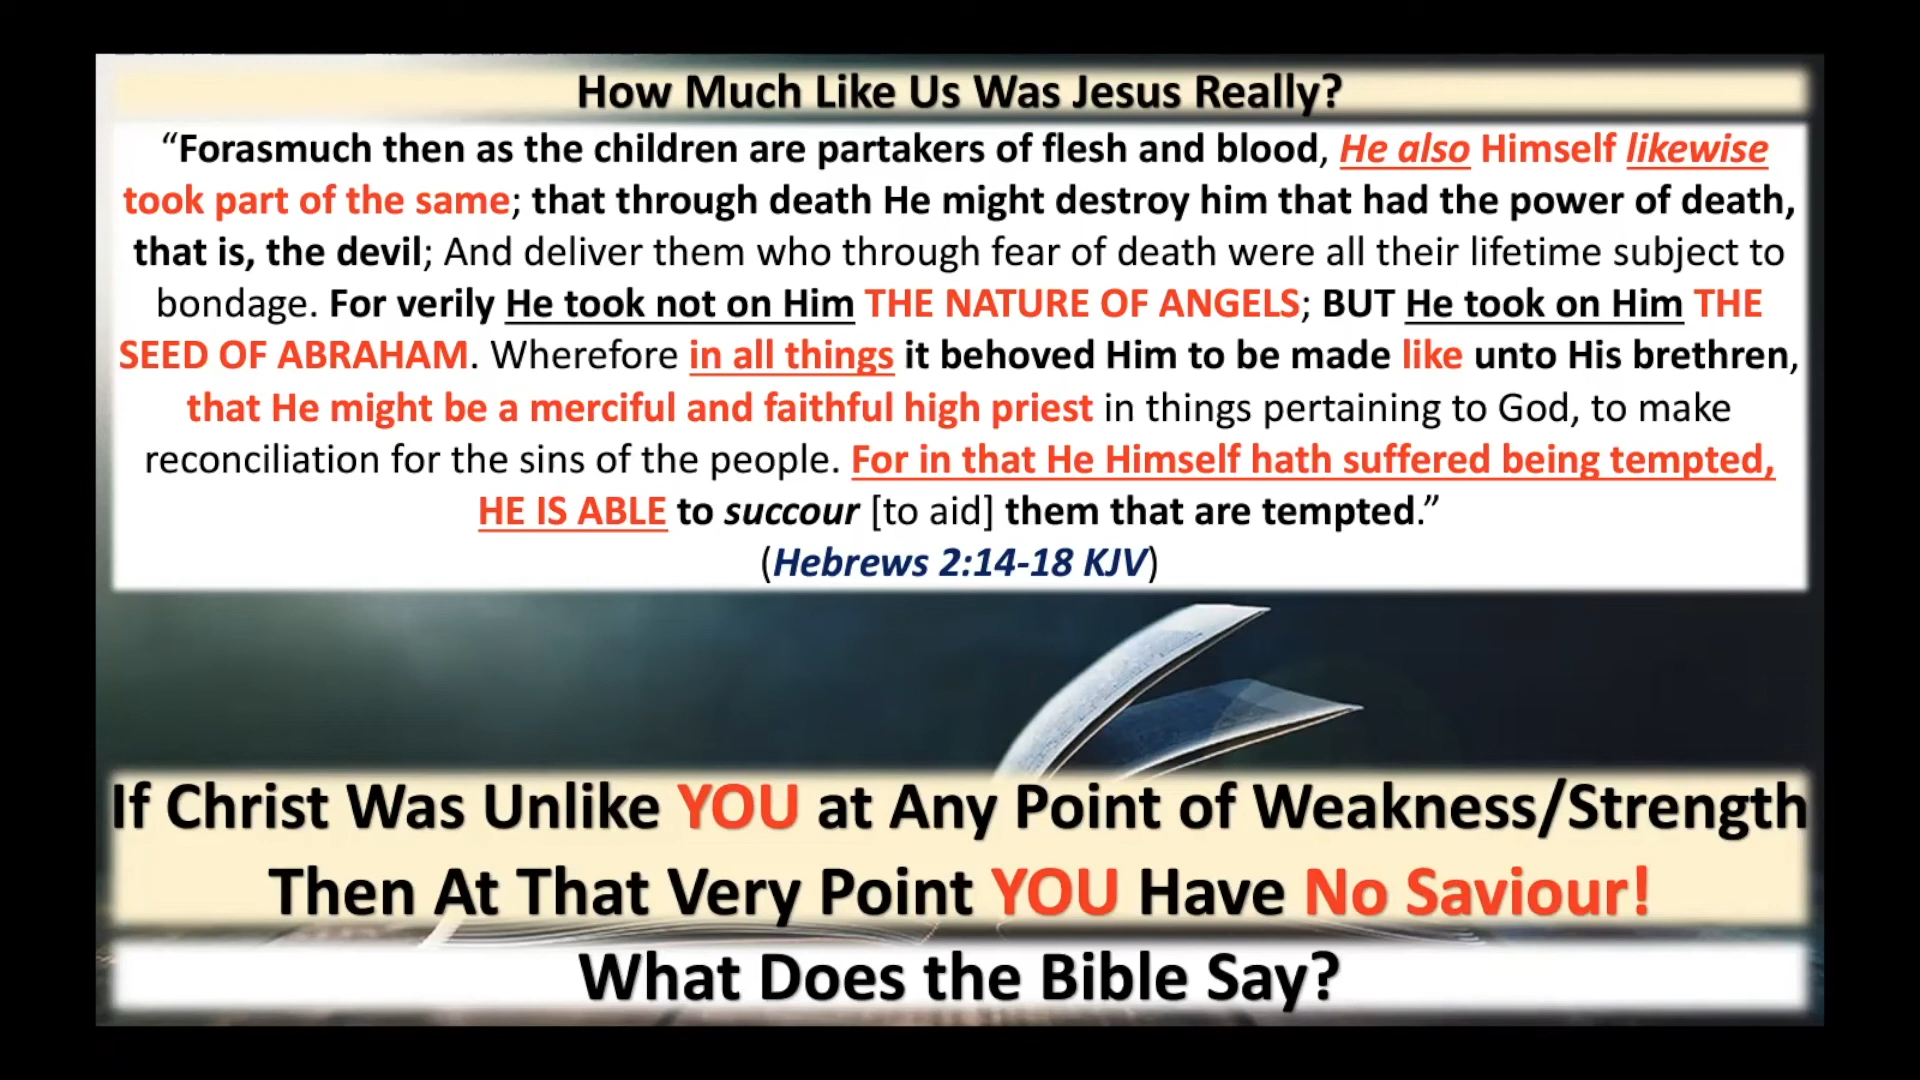 How Much Like Us Was Jesus Really?
“Forasmuch then as the children are partakers of flesh and blood, He also Himself likewise
took part of the same; that through death He might destroy him that had the power of death,
that is, the devil; And deliver them who through fear of death were all their lifetime subject to
bondage. For verily He took not on Him THE NATURE OF ANGELS; BUT He took on Him THE
SEED OF ABRAHAM. Wherefore in all things it behoved Him to be made like unto His brethren,
that He might be a merciful and faithful high priest in things pertaining to God, to make
reconciliation for the sins of the people. For in that He Himself hath suffered being tempted,
HE IS ABLE to succour [to aid] them that are tempted.”
(Hebrews 2:14-18 KJV)
If Christ Was Unlike YOU at Any Point of Weakness/Strength
Then At That Very Point YOU Have No Saviour!
What Does the Bible Say?